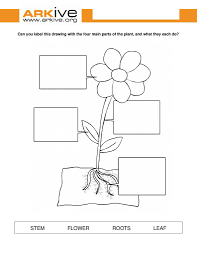 ARKive
www.arkive.org
Can you label this drawing with the four main parts of the plant, and what they each do?
STEM FLOWER ROOTS LEAF